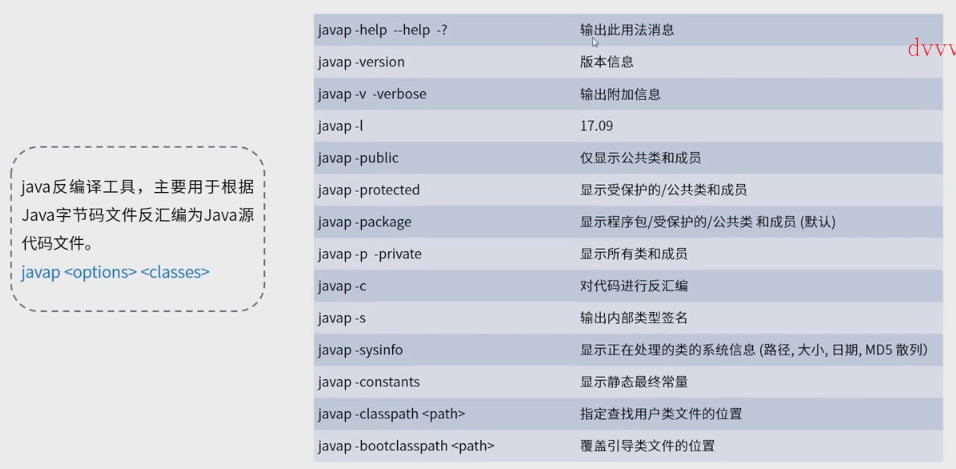 java反编译工具，主要用于根据
Java字节码文件反汇编为Java源
代码文件。
javap <options> <classes>
javap -help --help -? 输出此用法消息
javap -version 版本信息
javap -v -verbose 输出附加信息
javap -l 17.09
javap -public 仅显示公共类和成员
javap -protected 显示受保护的/公共类和成员
javap -package 显示程序包/受保护的/公共类 和成员 (默认)
javap -p -private 显示所有类和成员
javap -c 对代码进行反汇编
javap -s 输出内部类型签名
javap -sysinfo 显示正在处理的类的系统信息 (路径, 大小, 日期, MD5 散列)
javap -constants 显示静态最终常量
javap -classpath <path> 指定查找用户类文件的位置
javap -bootclasspath <path> 覆盖引导类文件的位置